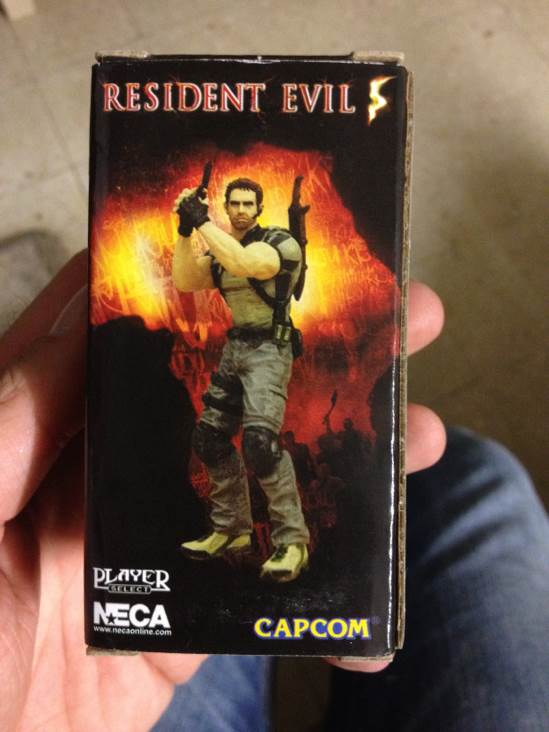 RESIDENT EVIL 5
PLAYER
SELECT
NECA
www.necaonline.com
CAPCOM®